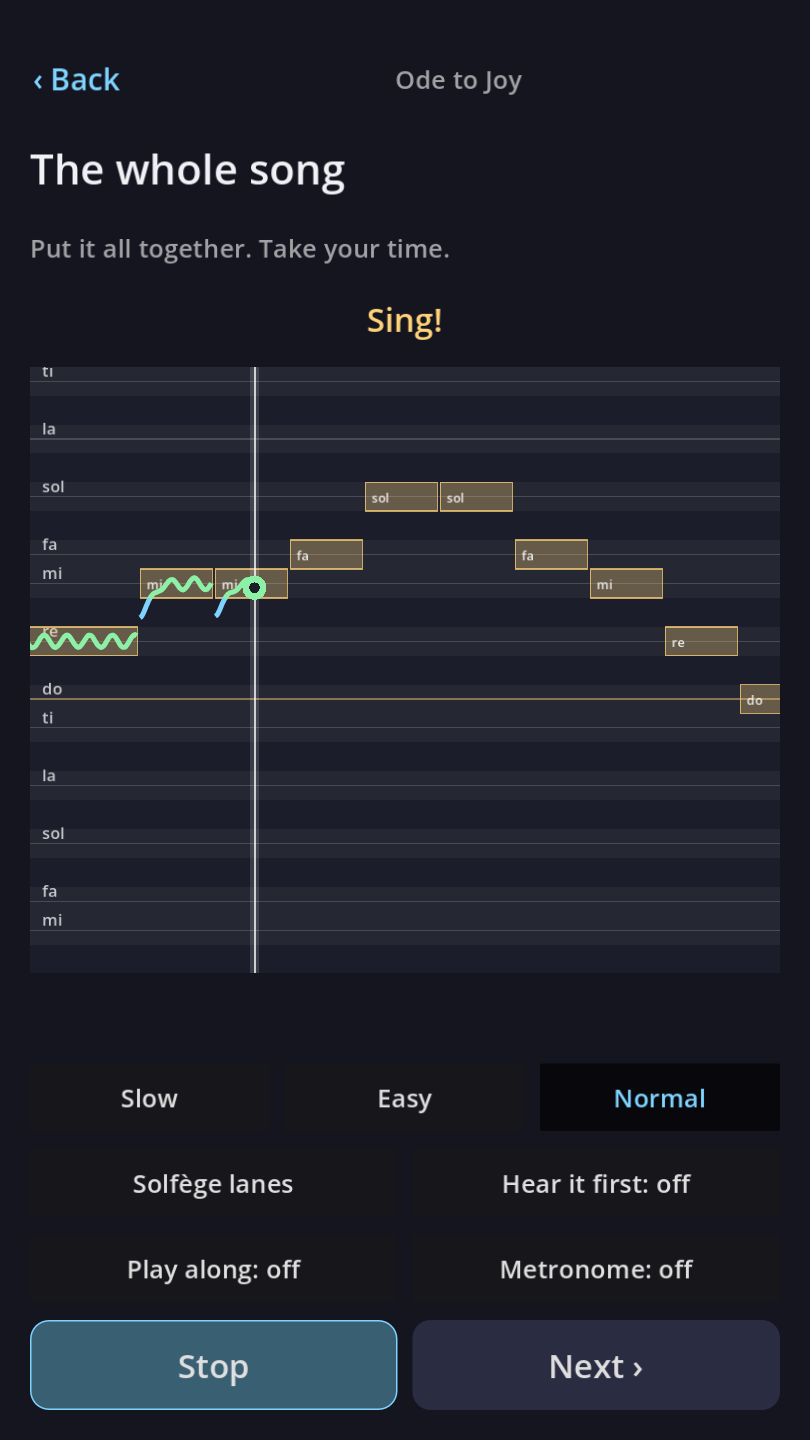 ‹ Back
Ode to Joy
The whole song
Put it all together. Take your time.
Sing!
ti
la
sol
sol
sol
fa
fa
fa
mi
mi
mi
mi
re
re
do
do
ti
la
sol
fa
mi
Slow
Easy
Normal
Solfège lanes
Hear it first: off
Play along: off
Metronome: off
Stop
Next ›